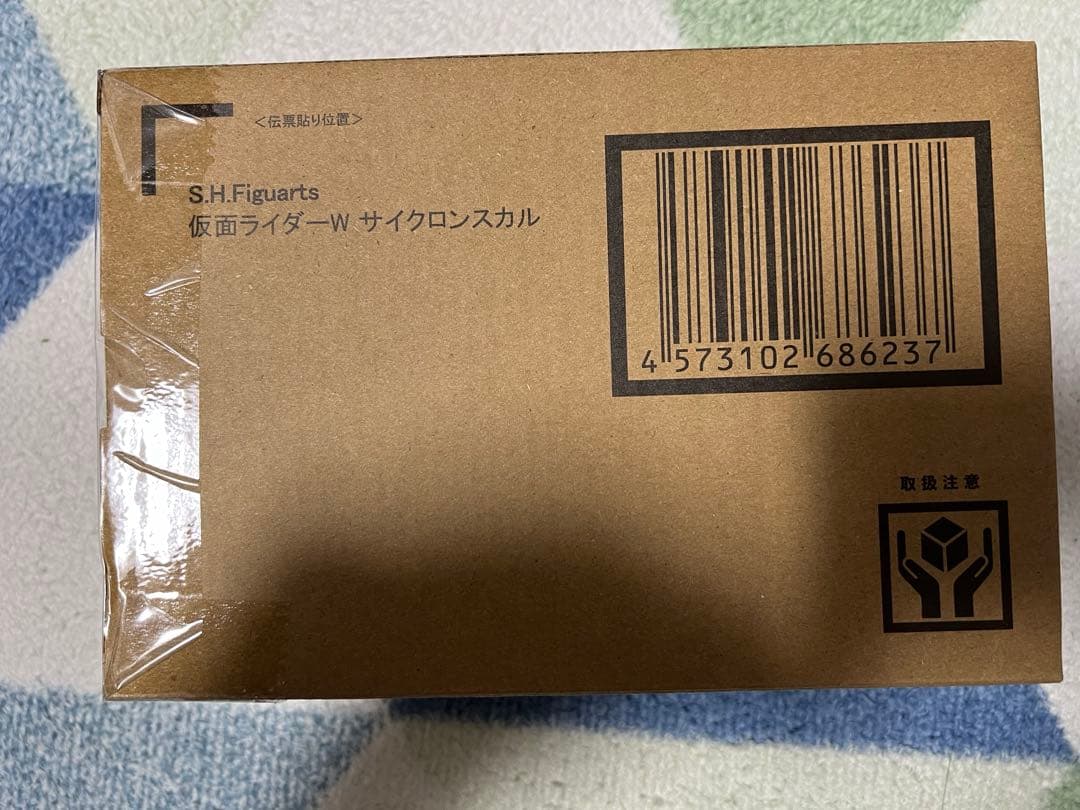 ＜伝票貼り位置＞
S.H.Figuarts
仮面ライダーW サイクロンスカル
4 573102 686237
取扱注意